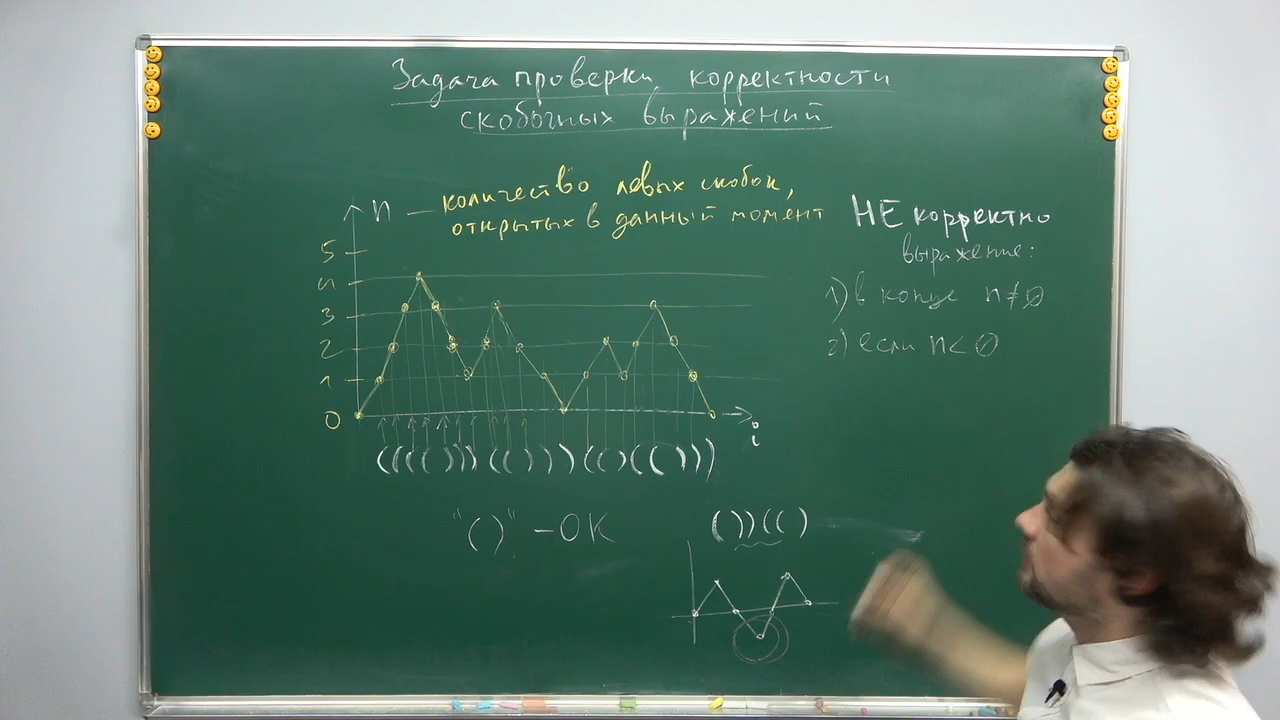 Задача проверки корректности
скобочных выражений
n — количество левых скобок,
открытых в данный момент
НЕ корректно
выражение:
1) в конце n ≠ 0
2) если n < 0
5
4
3
2
1
0
i
(((( ()))(( ()))(()(( ())))
"()" – ОК
())(()